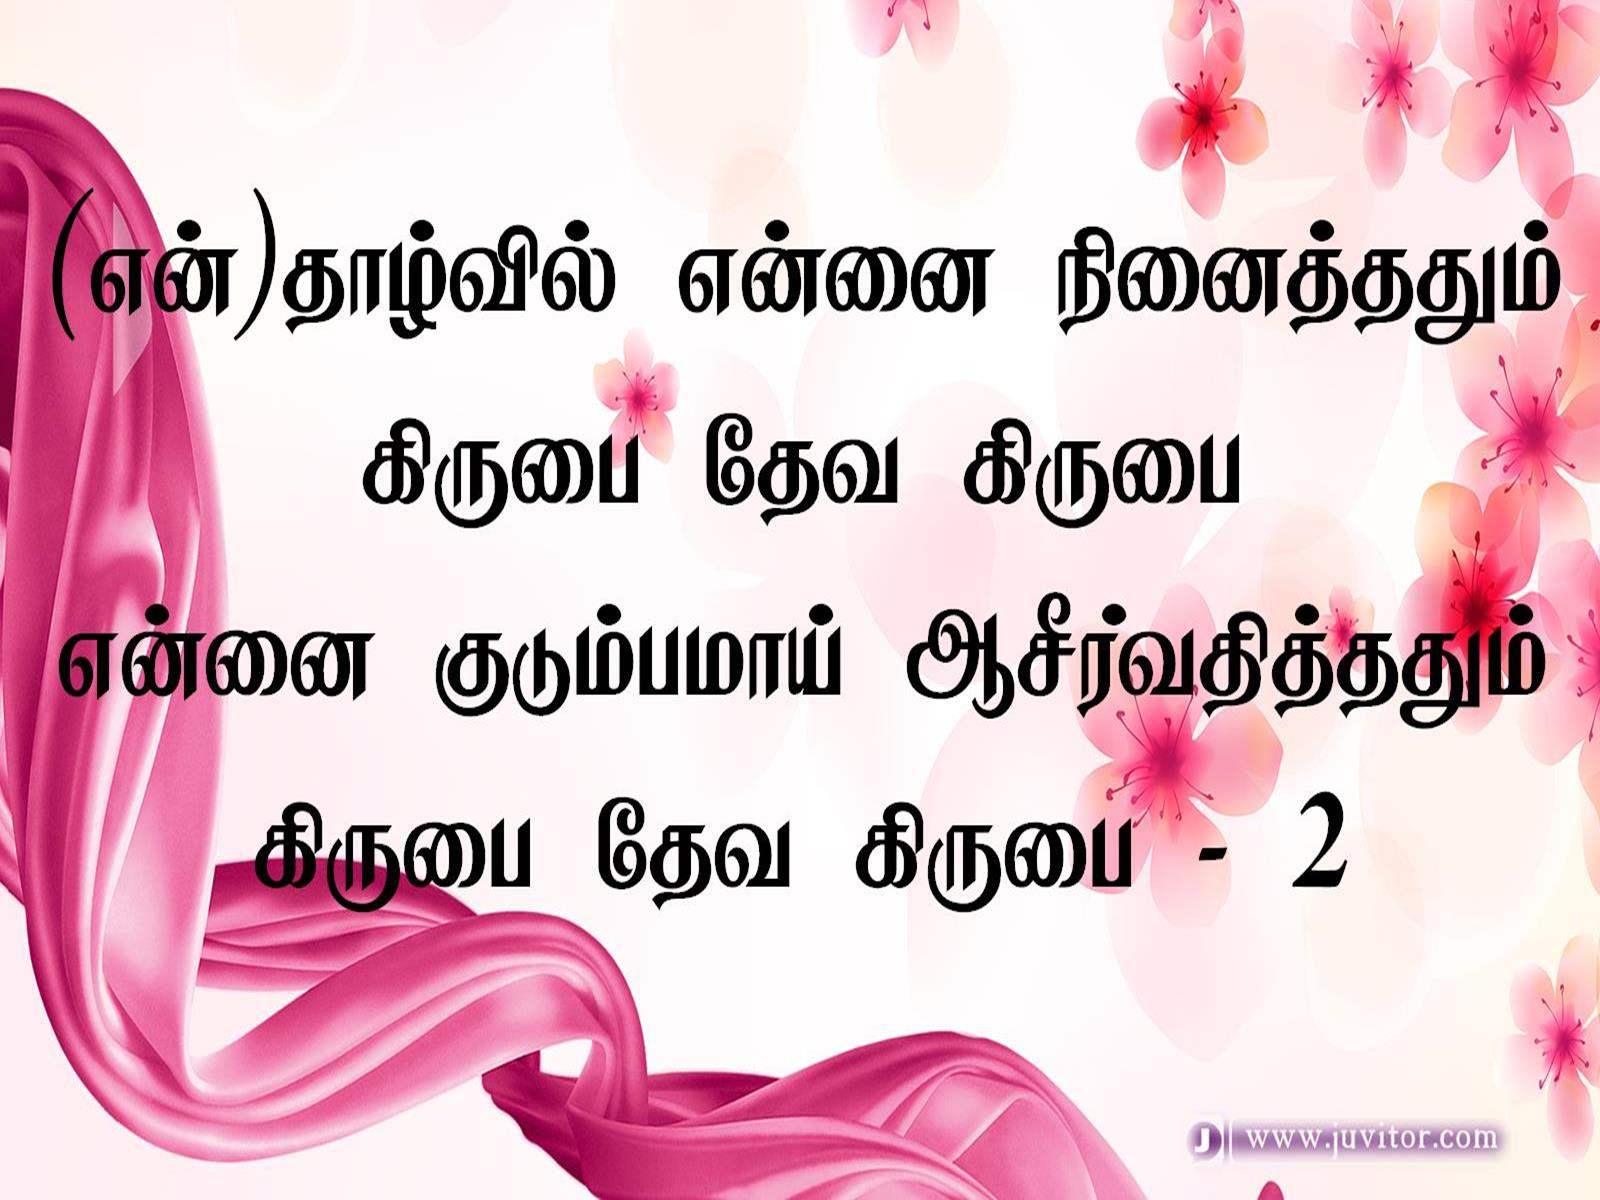 (என்)தாழ்வில் என்னை நினைத்ததும்
கிருபை தேவ கிருபை
என்னை குடும்பமாய் ஆசீர்வதித்ததும்
கிருபை தேவ கிருபை - 2
J www.juvitor.com